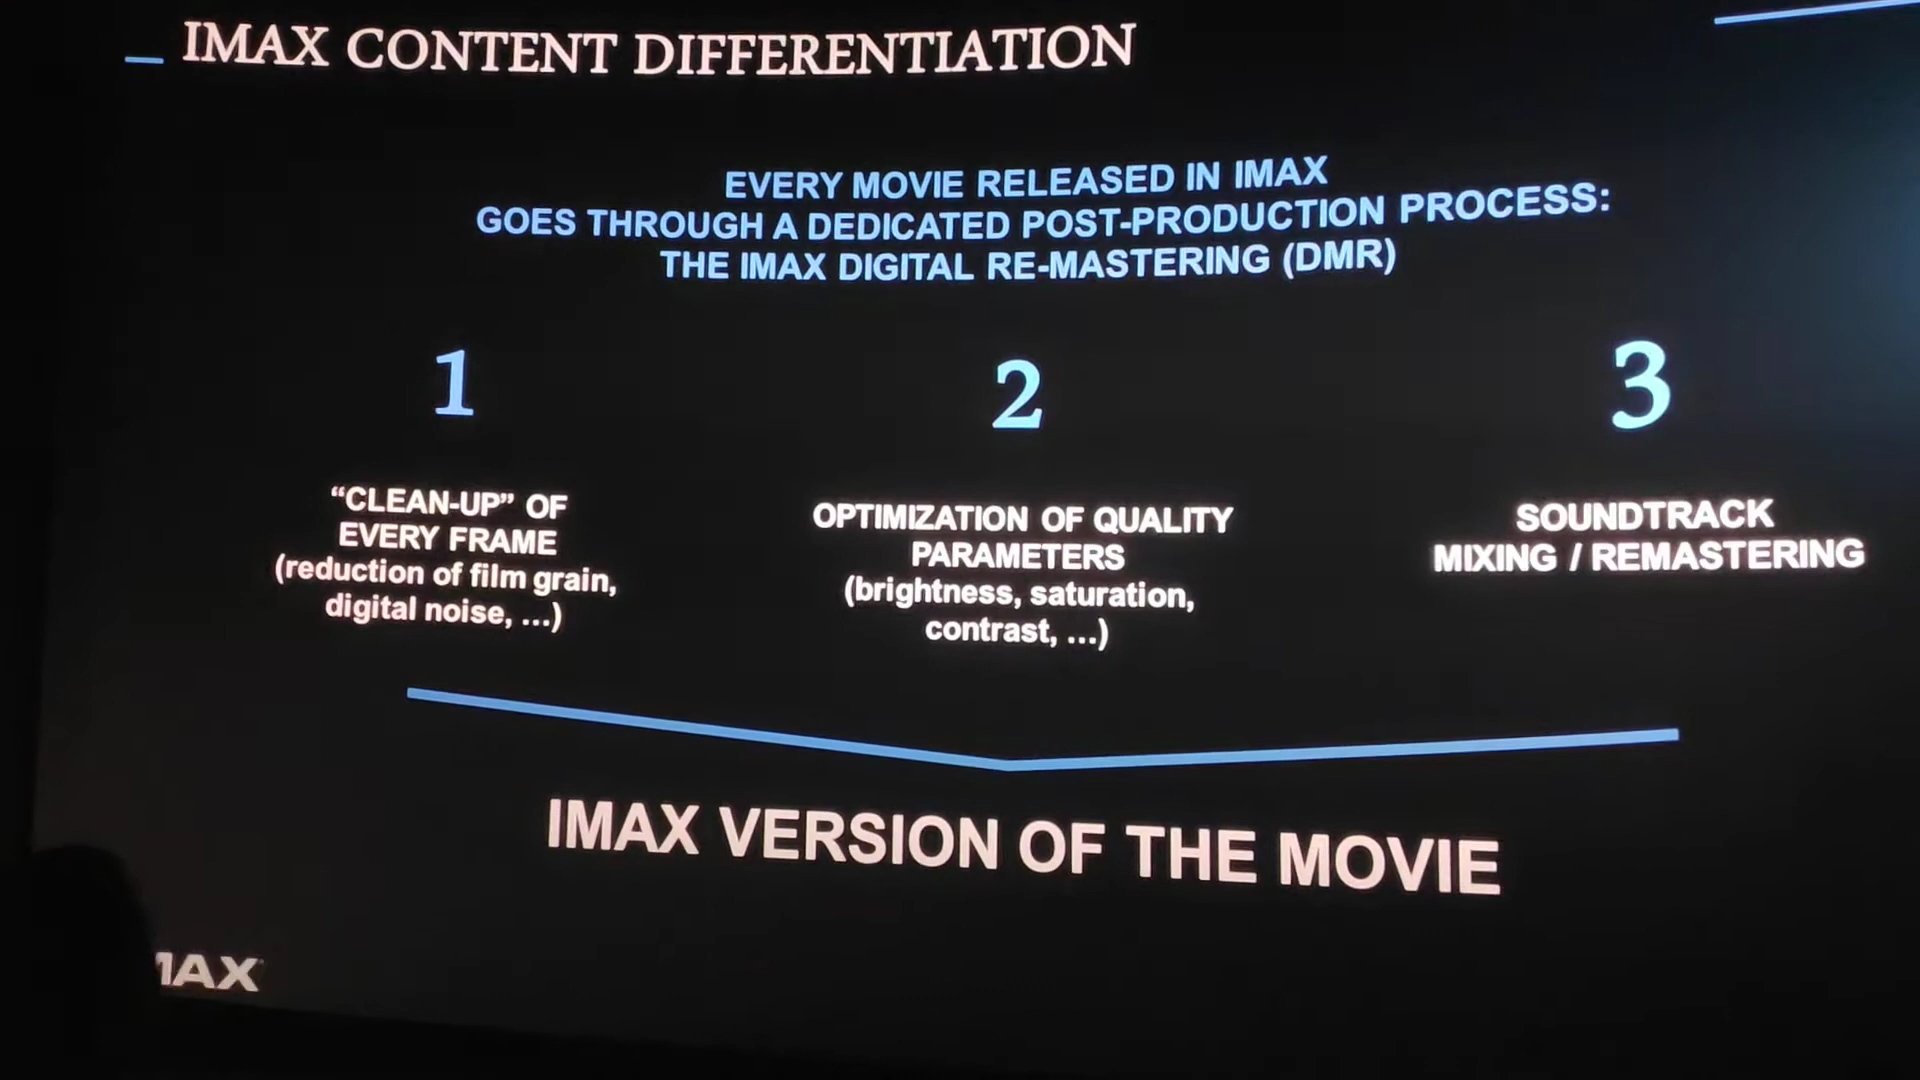 IMAX CONTENT DIFFERENTIATION
EVERY MOVIE RELEASED IN IMAX
GOES THROUGH A DEDICATED POST-PRODUCTION PROCESS:
THE IMAX DIGITAL RE-MASTERING (DMR)
1
“CLEAN-UP” OF
EVERY FRAME
(reduction of film grain,
digital noise, ...)
2
OPTIMIZATION OF QUALITY
PARAMETERS
(brightness, saturation,
contrast, ...)
3
SOUNDTRACK
MIXING / REMASTERING
IMAX VERSION OF THE MOVIE